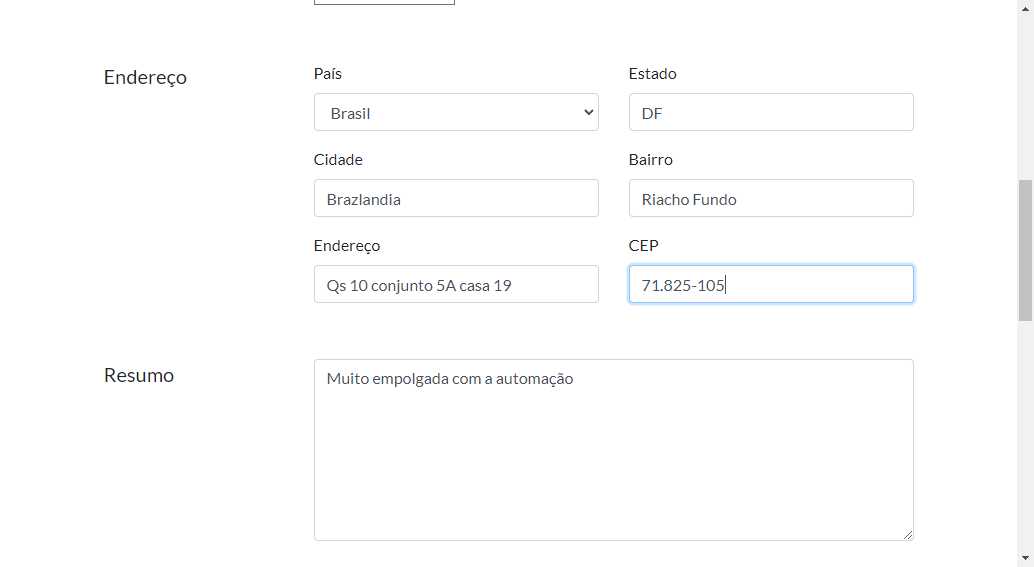 Endereço
País
Estado
Brasil
DF
Cidade
Bairro
Brazlandia
Riacho Fundo
Endereço
CEP
Qs 10 conjunto 5A casa 19
71.825-105
Resumo
Muito empolgada com a automação